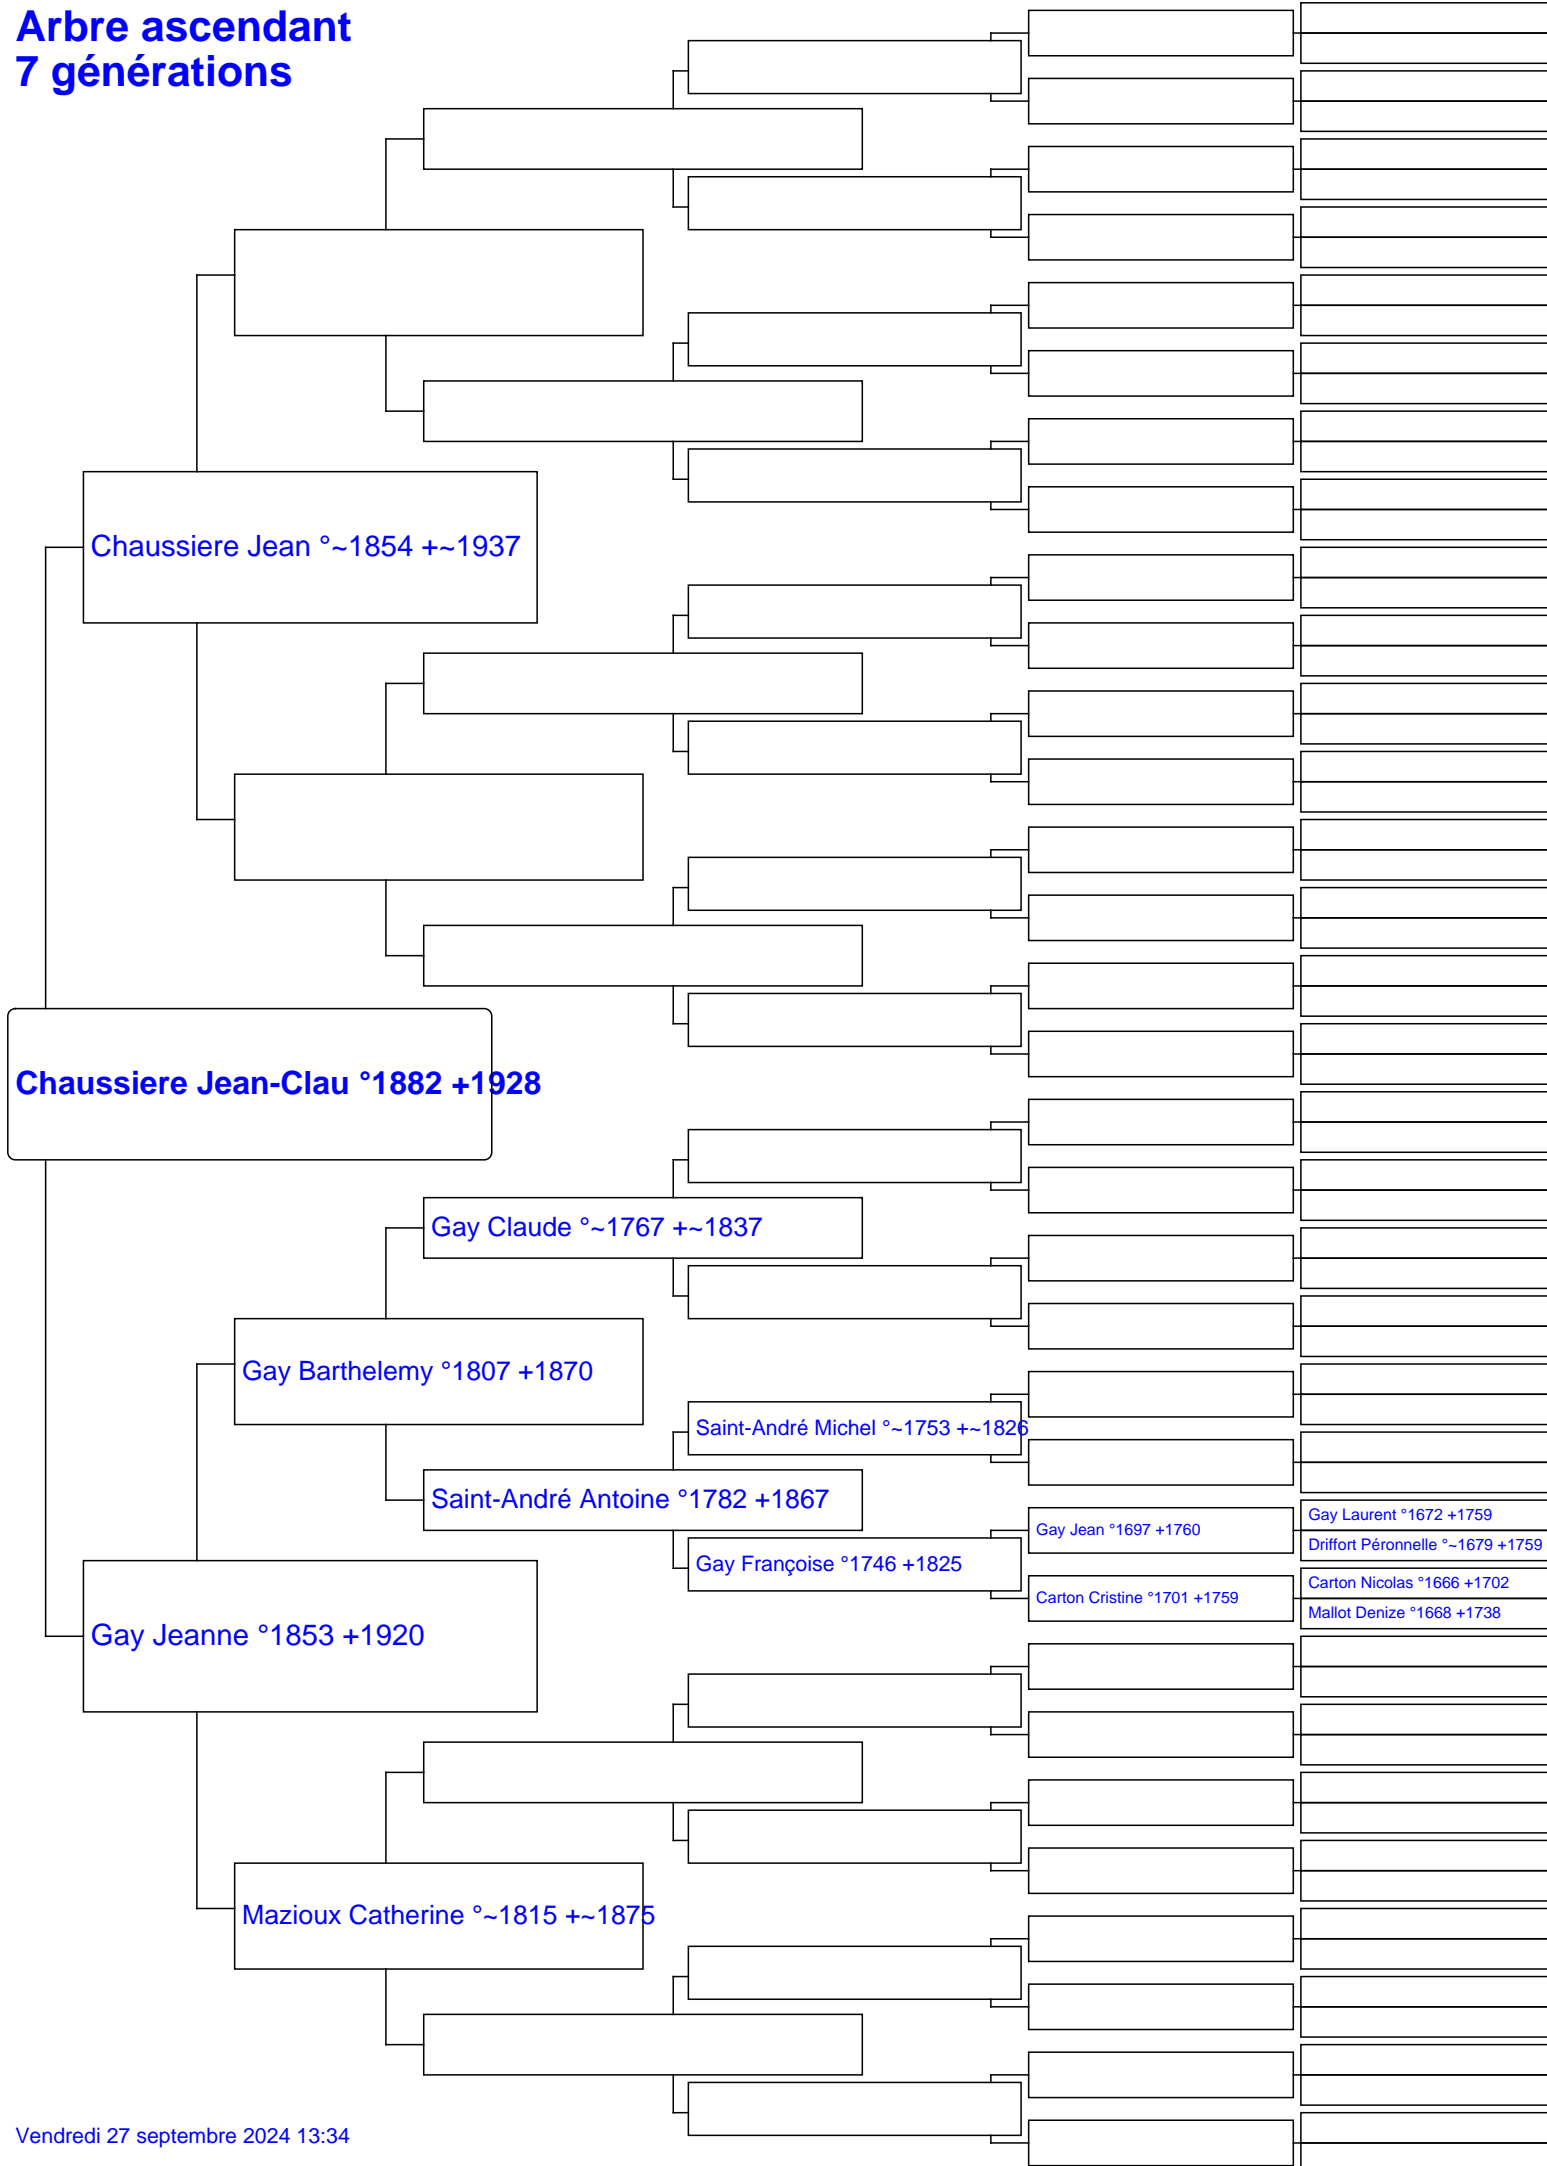 Arbre ascendant
7 générations
Chaussiere Jean °~1854 +~1937
Chaussiere Jean-Clau °1882 +1928
Gay Claude °~1767 +~1837
Gay Barthelemy °1807 +1870
Saint-André Michel °~1753 +~1826
Saint-André Antoine °1782 +1867
Gay Laurent °1672 +1759
Gay Jean °1697 +1760
Driffort Péronnelle °~1679 +1759
Gay Françoise °1746 +1825
Carton Nicolas °1666 +1702
Carton Cristine °1701 +1759
Mallot Denize °1668 +1738
Gay Jeanne °1853 +1920
Mazioux Catherine °~1815 +~1875
Vendredi 27 septembre 2024 13:34